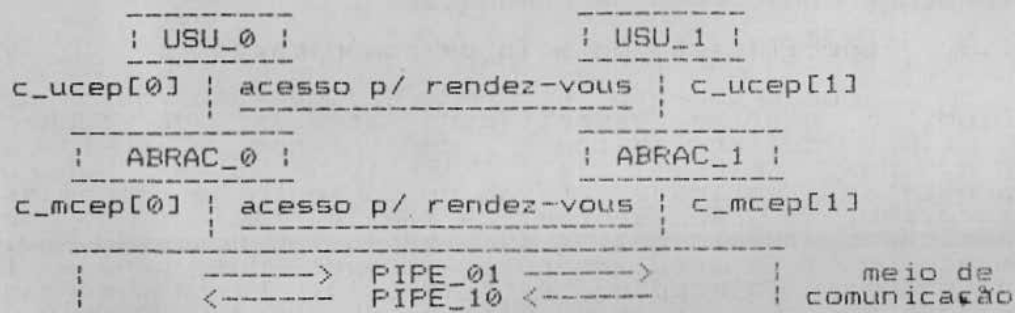 USU_0 USU_1
c_ucep[0] acesso p/ rendez-vous c_ucep[1]
ABRAC_0 ABRAC_1
c_mcep[0] acesso p/ rendez-vous c_mcep[1]
-------> PIPE_01 ------> meio de
<------- PIPE_10 <------- comunicação